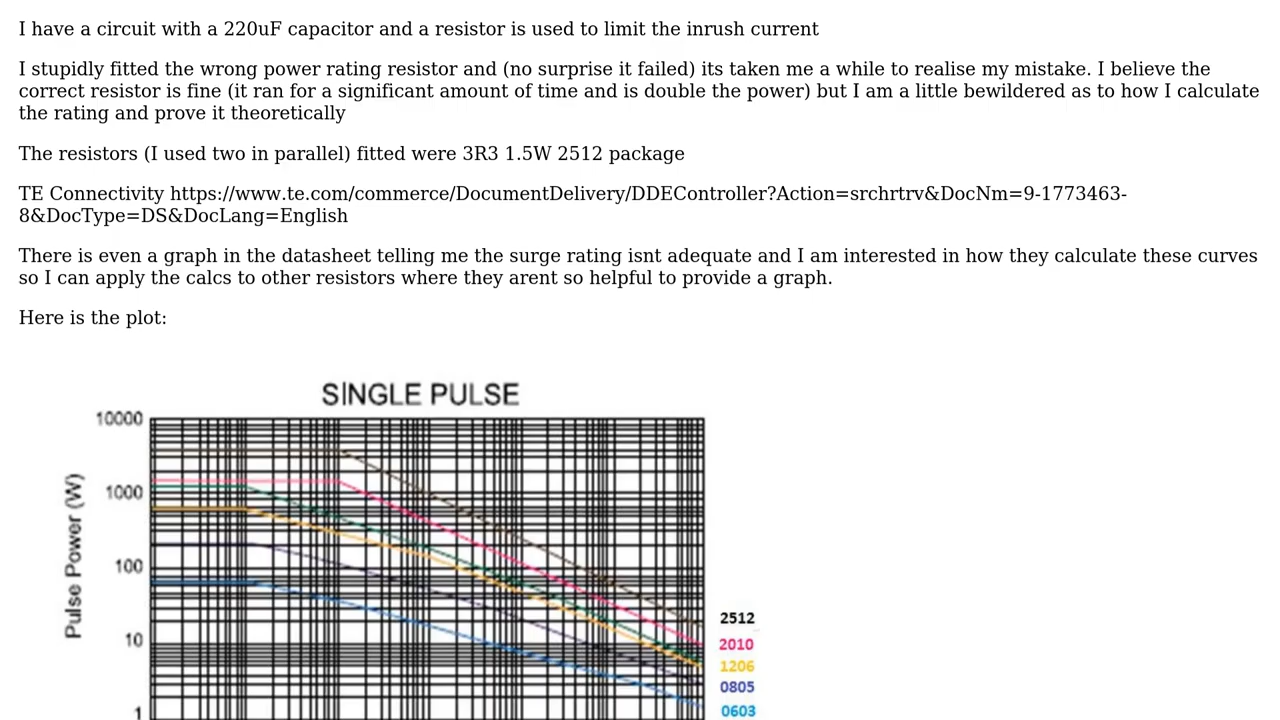 I have a circuit with a 220uF capacitor and a resistor is used to limit the inrush current
I stupidly fitted the wrong power rating resistor and (no surprise it failed) its taken me a while to realise my mistake. I believe the
correct resistor is fine (it ran for a significant amount of time and is double the power) but I am a little bewildered as to how I calculate
the rating and prove it theoretically
The resistors (I used two in parallel) fitted were 3R3 1.5W 2512 package
TE Connectivity https://www.te.com/commerce/DocumentDelivery/DDEController?Action=srchrtrv&DocNm=9-1773463-
8&DocType=DS&DocLang=English
There is even a graph in the datasheet telling me the surge rating isnt adequate and I am interested in how they calculate these curves
so I can apply the calcs to other resistors where they arent so helpful to provide a graph.
Here is the plot:
SINGLE PULSE
10000
1000
100
10
1
Pulse Power (W)
2512
2010
1206
0805
0603